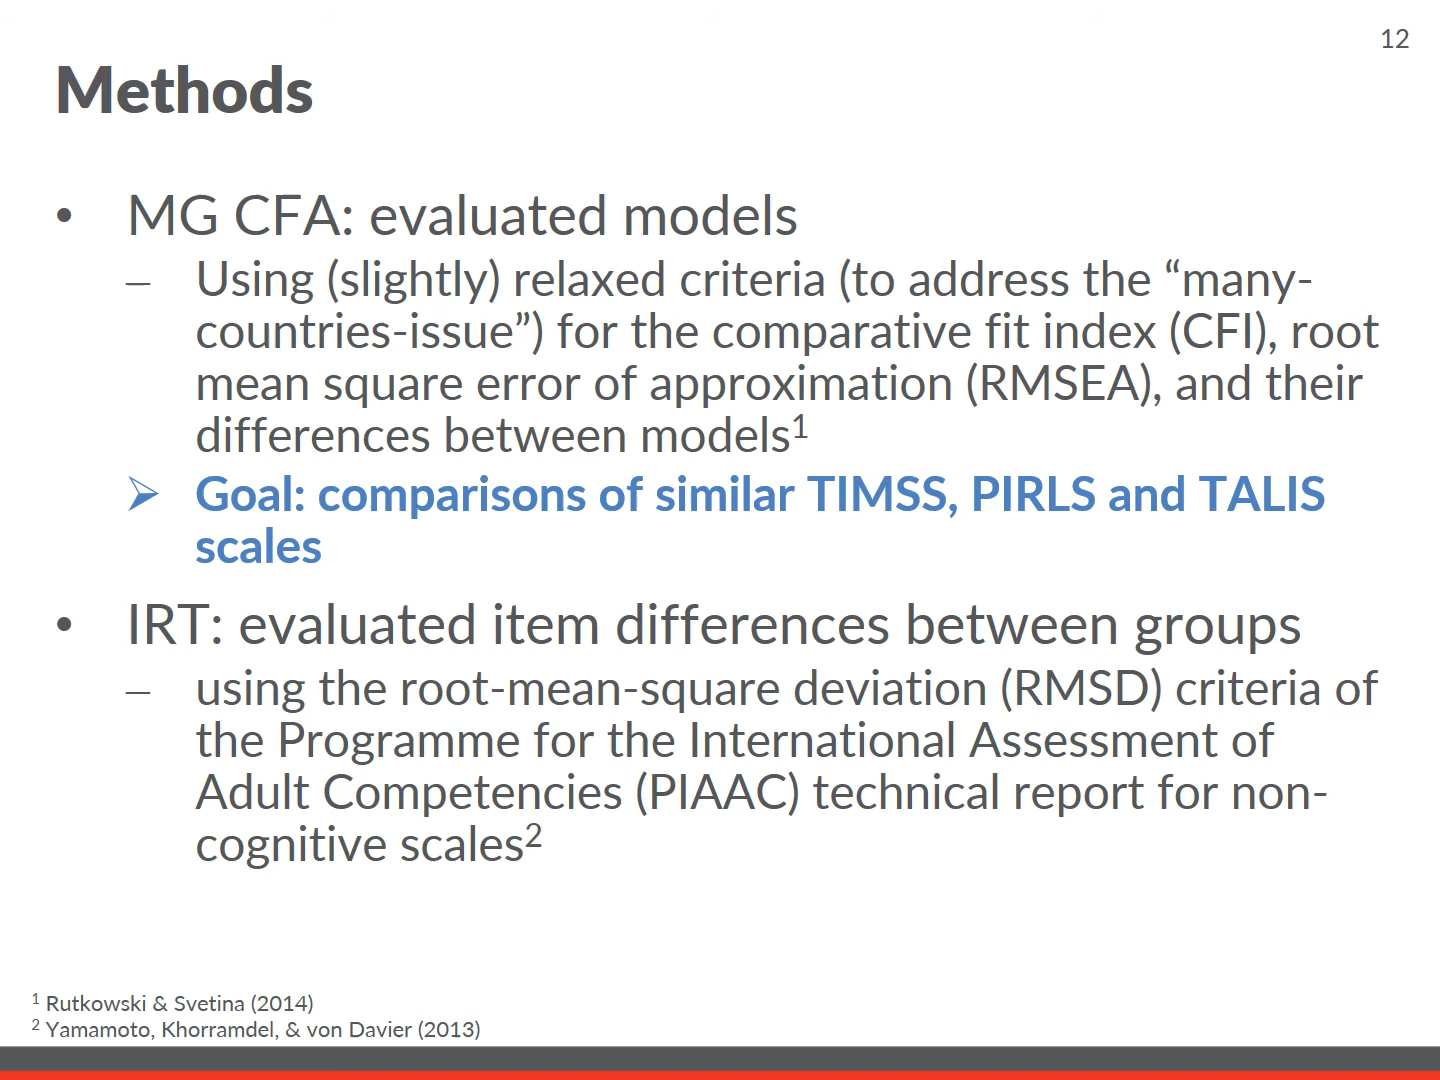 12
Methods
• MG CFA: evaluated models
– Using (slightly) relaxed criteria (to address the “many-
countries-issue”) for the comparative fit index (CFI), root
mean square error of approximation (RMSEA), and their
differences between models¹
➢ Goal: comparisons of similar TIMSS, PIRLS and TALIS
scales
• IRT: evaluated item differences between groups
– using the root-mean-square deviation (RMSD) criteria of
the Programme for the International Assessment of
Adult Competencies (PIAAC) technical report for non-
cognitive scales²
¹ Rutkowski & Svetina (2014)
² Yamamoto, Khorramdel, & von Davier (2013)